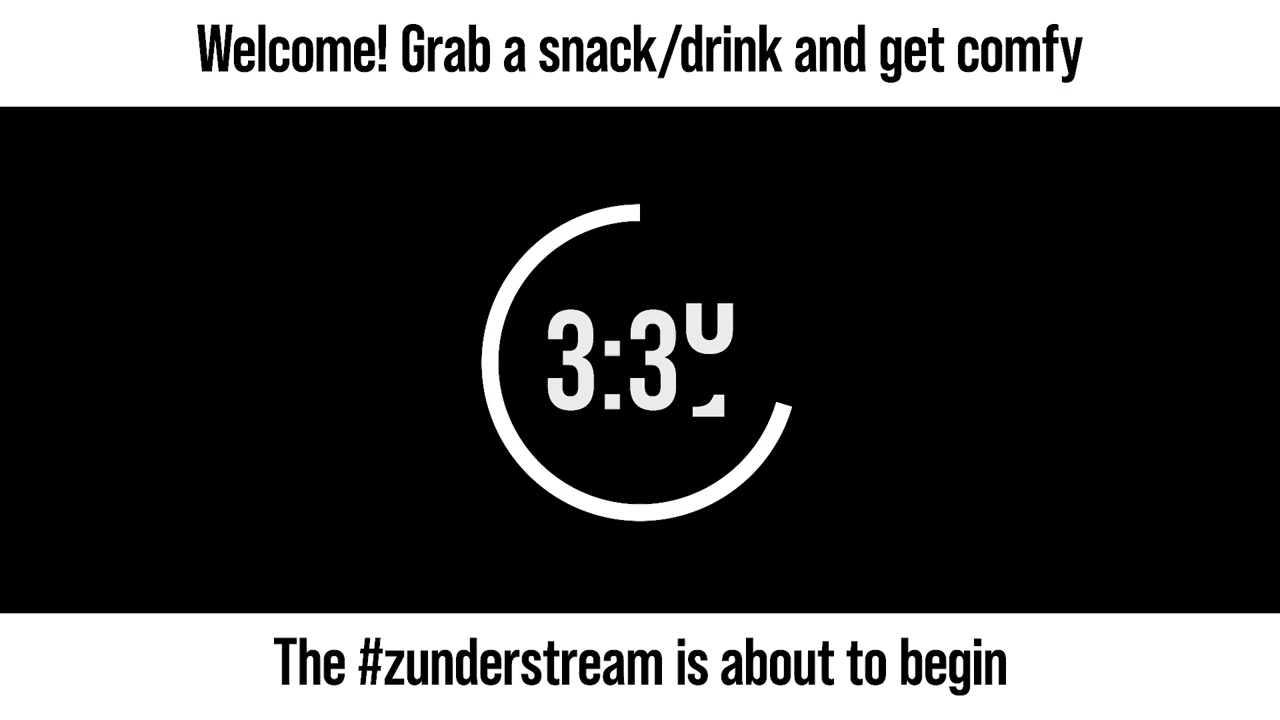 Welcome! Grab a snack/drink and get comfy
3:3
The #zunderstream is about to begin